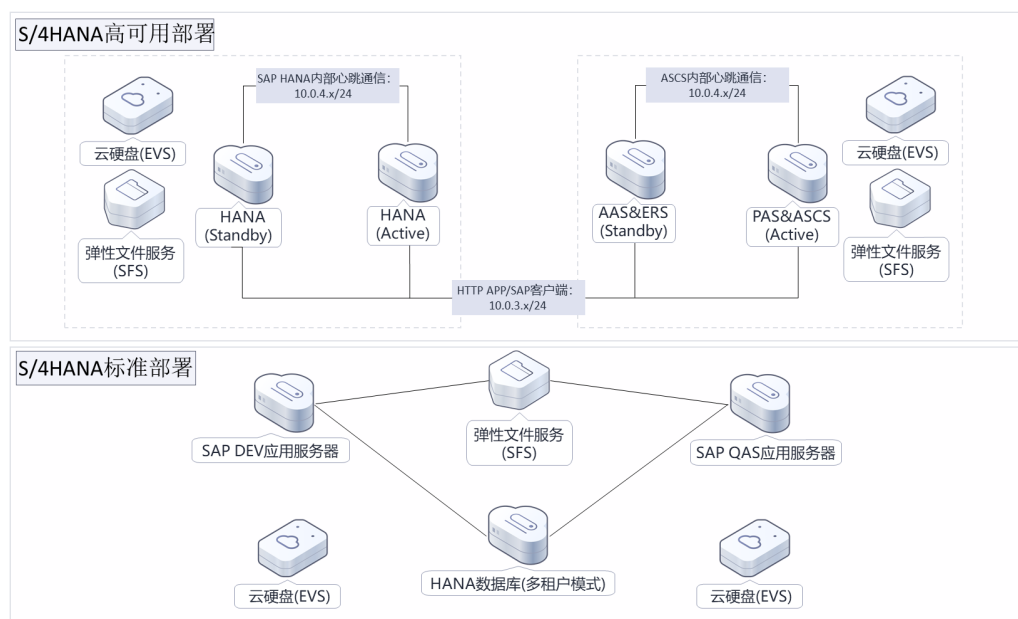 S/4HANA高可用部署
SAP HANA内部心跳通信：
10.0.4.x/24
ASCS内部心跳通信：
10.0.4.x/24
云硬盘(EVS)
云硬盘(EVS)
HANA
(Standby)
HANA
(Active)
AAS&ERS
(Standby)
PAS&ASCS
(Active)
弹性文件服务
(SFS)
弹性文件服务
(SFS)
HTTP APP/SAP客户端：
10.0.3.x/24
S/4HANA标准部署
SAP DEV应用服务器
弹性文件服务
(SFS)
SAP QAS应用服务器
云硬盘(EVS)
HANA数据库(多租户模式)
云硬盘(EVS)